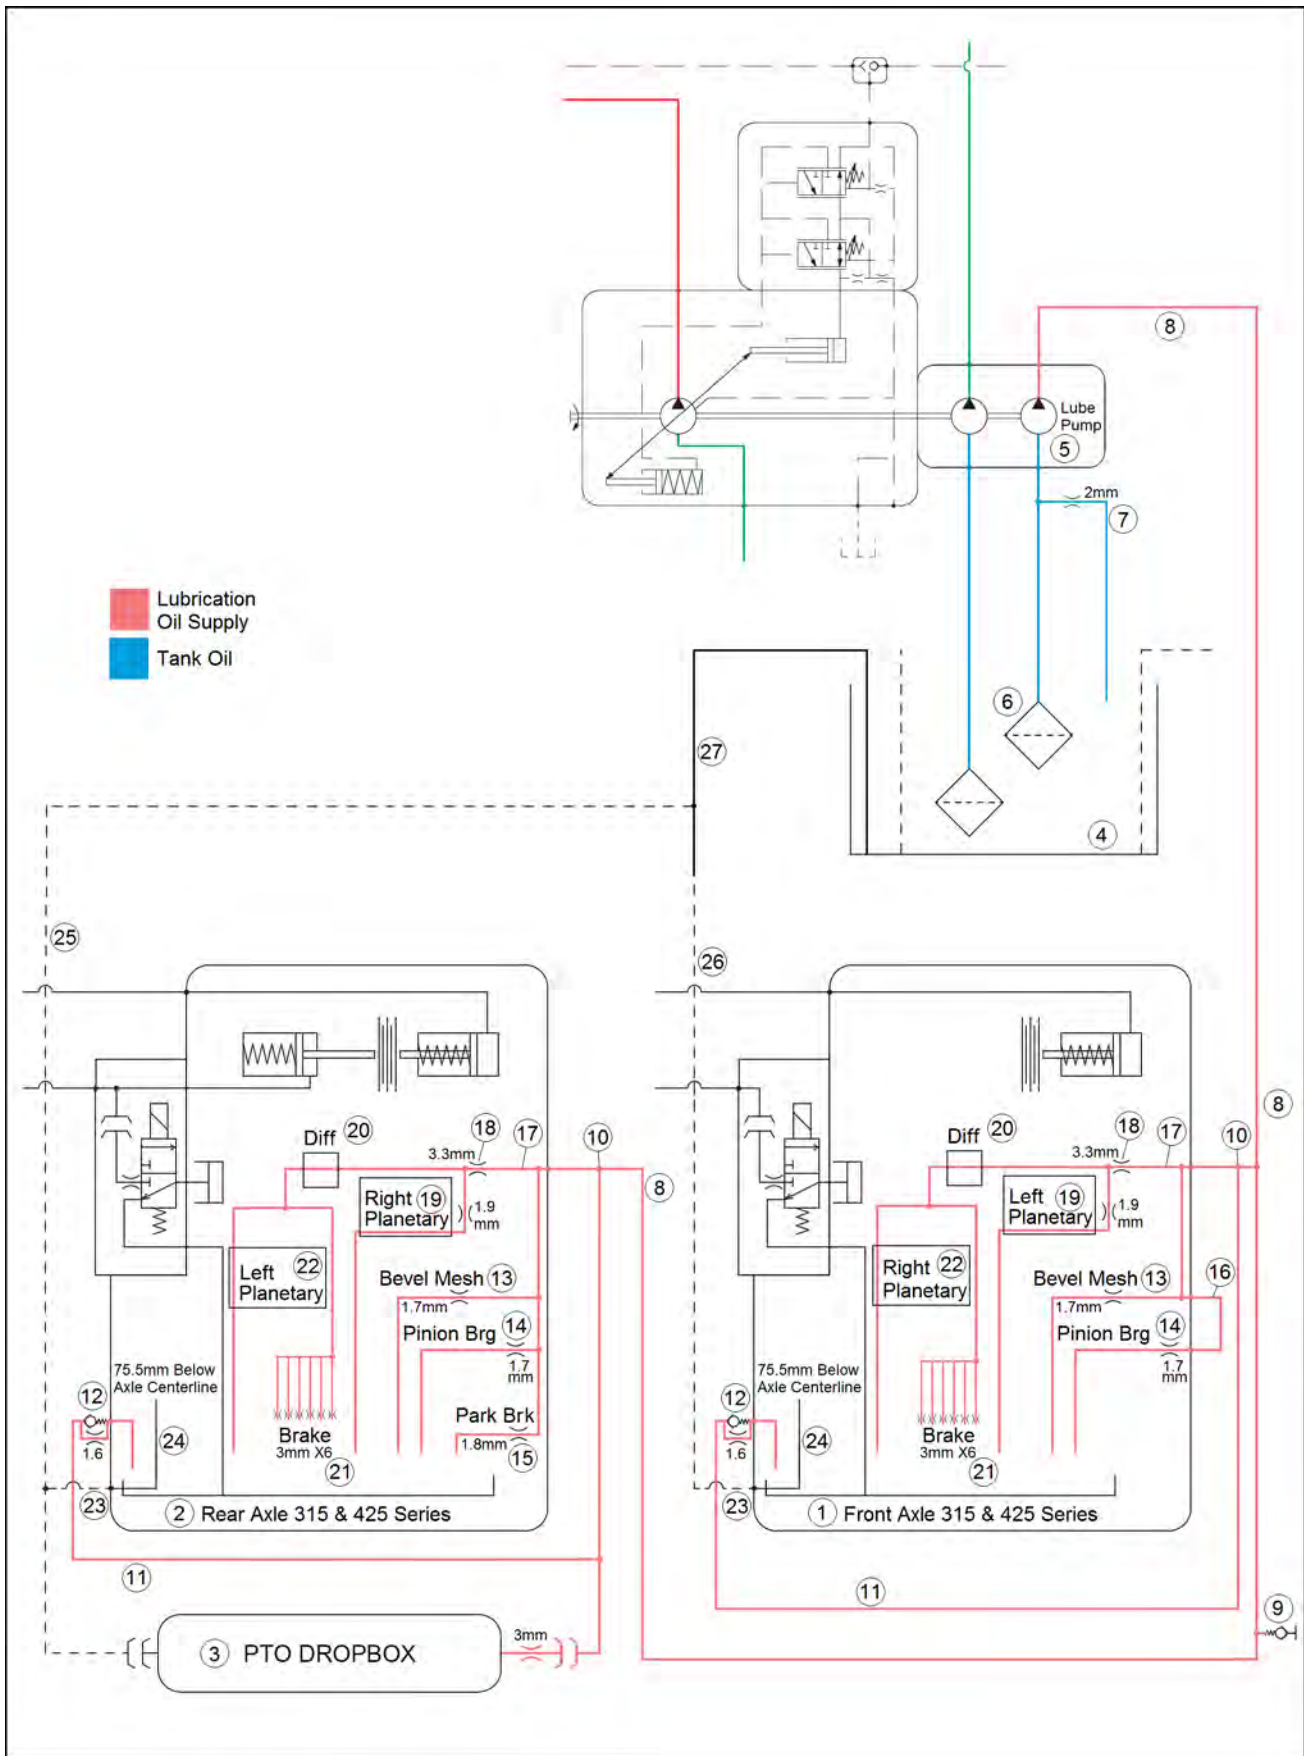 8
Lube
Pump
5
2mm
7
Lubrication
Oil Supply
Tank Oil
6
27
4
25
26
8
Diff 20
18
17
10
3.3mm
8
Right 19
Planetary
1.9
mm
Left 22
Planetary
Bevel Mesh 13
1.7mm
Pinion Brg 14
1.7
mm
75.5mm Below
Axle Centerline
12
1.6
24
Brake
3mm X6
21
Park Brk
1.8mm
15
23
2 Rear Axle 315 & 425 Series
11
3 PTO DROPBOX
3mm
Diff 20
18
17
10
3.3mm
Left 19
Planetary
1.9
mm
Right 22
Planetary
Bevel Mesh 13
16
1.7mm
Pinion Brg 14
1.7
mm
75.5mm Below
Axle Centerline
12
1.6
24
Brake
3mm X6
21
23
1 Front Axle 315 & 425 Series
11
9